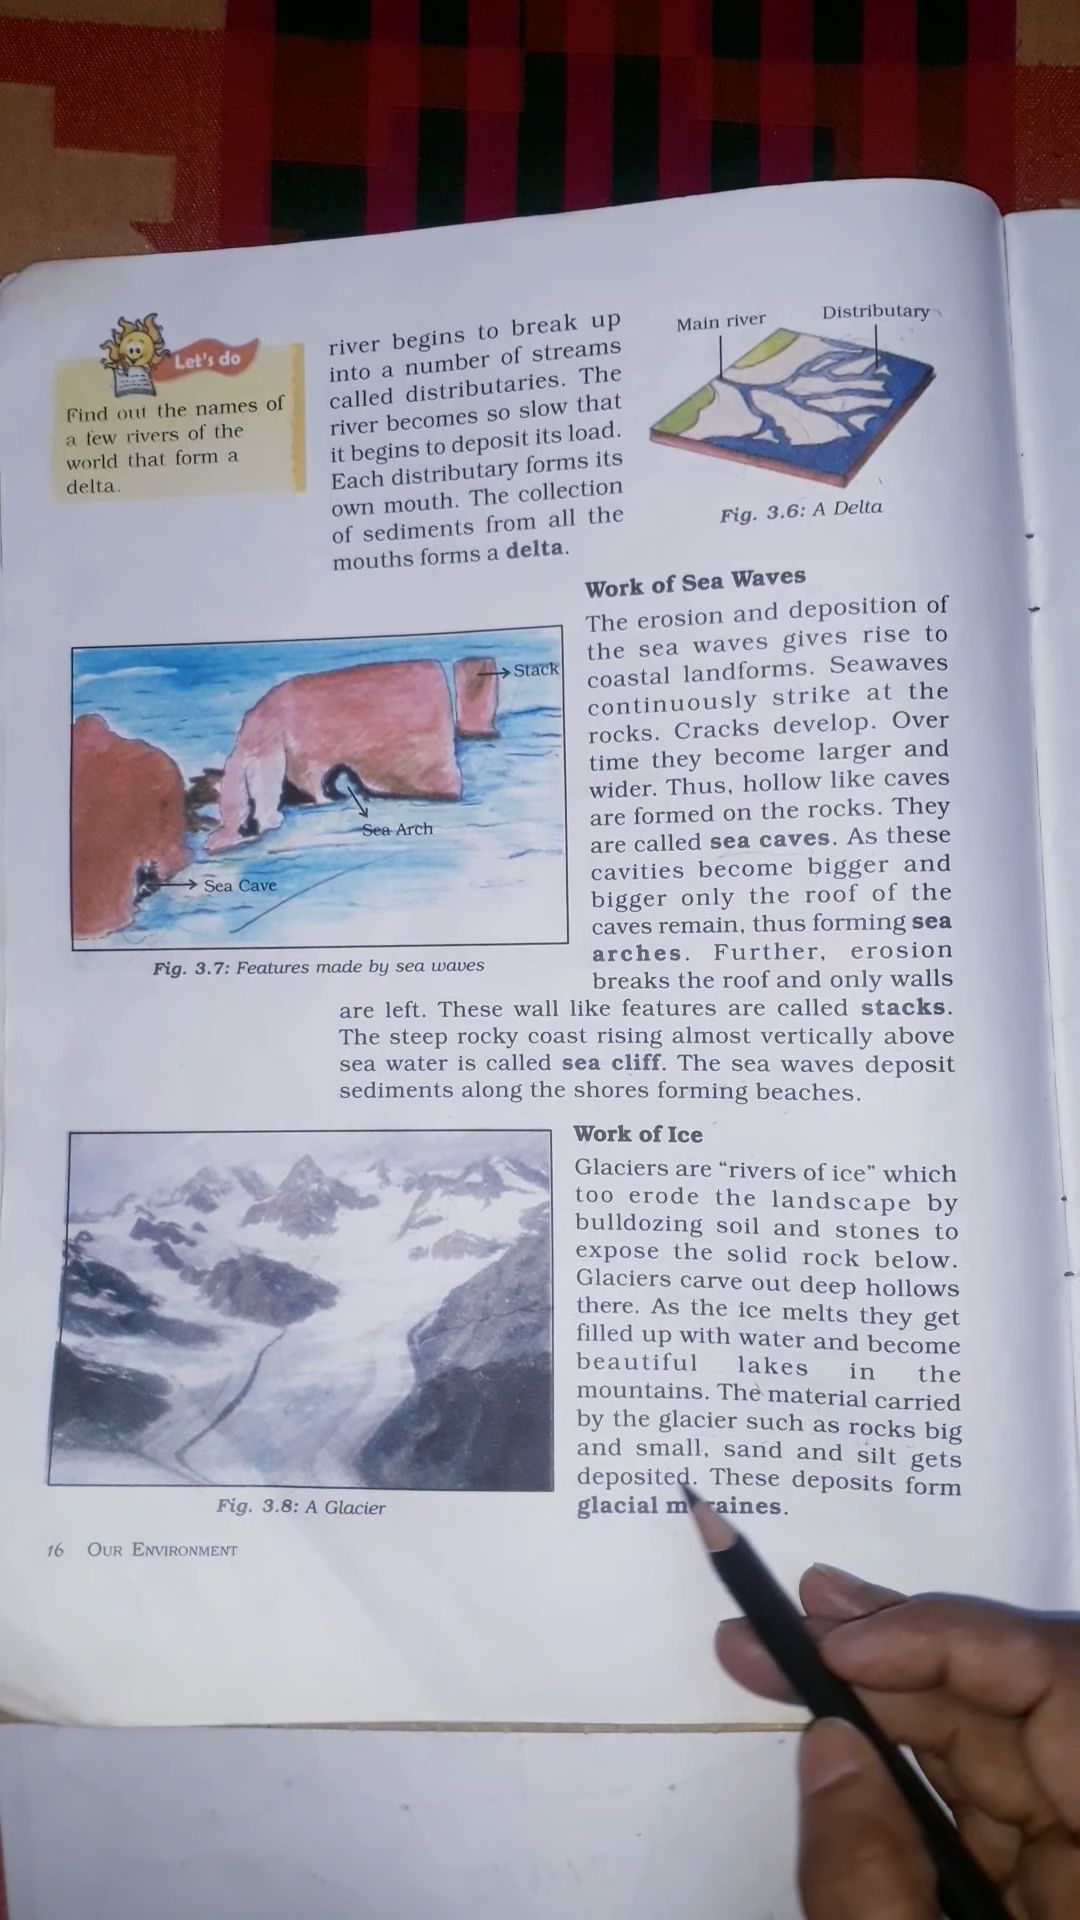 Let's do
Find out the names of
a few rivers of the
world that form a
delta.
river begins to break up
into a number of streams
called distributaries. The
river becomes so slow that
it begins to deposit its load.
Each distributary forms its
own mouth. The collection
of sediments from all the
mouths forms a delta.
Main river
Distributary
Fig. 3.6: A Delta
Work of Sea Waves
The erosion and deposition of
the sea waves gives rise to
coastal landforms. Seawaves
continuously strike at the
rocks. Cracks develop. Over
time they become larger and
wider. Thus, hollow like caves
are formed on the rocks. They
are called sea caves. As these
cavities become bigger and
bigger only the roof of the
caves remain, thus forming sea
arches. Further, erosion
breaks the roof and only walls
are left. These wall like features are called stacks.
The steep rocky coast rising almost vertically above
sea water is called sea cliff. The sea waves deposit
sediments along the shores forming beaches.
Stack
Sea Arch
Sea Cave
Fig. 3.7: Features made by sea waves
Work of Ice
Glaciers are “rivers of ice” which
too erode the landscape by
bulldozing soil and stones to
expose the solid rock below.
Glaciers carve out deep hollows
there. As the ice melts they get
filled up with water and become
beautiful lakes in the
mountains. The material carried
by the glacier such as rocks big
and small, sand and silt gets
deposited. These deposits form
glacial moraines.
Fig. 3.8: A Glacier
16 OUR ENVIRONMENT